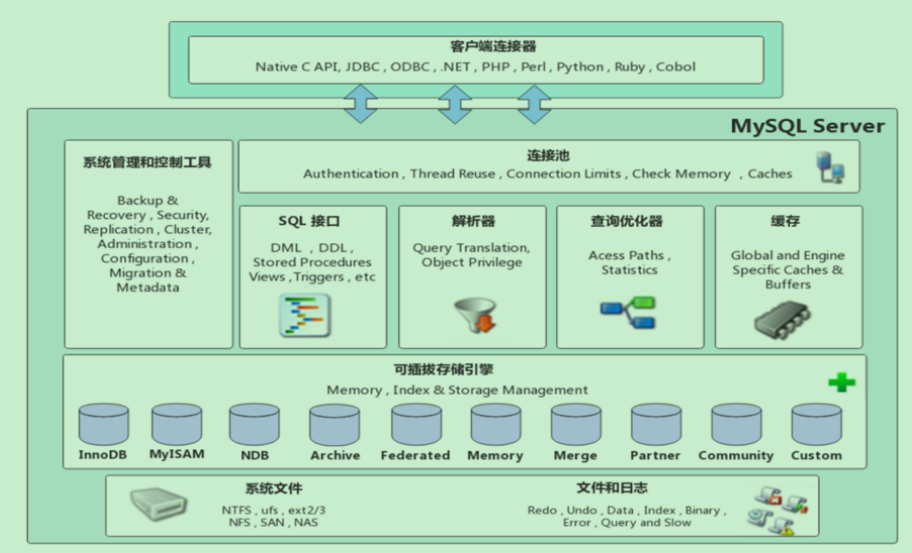 客户端连接器
Native C API, JDBC , ODBC , .NET , PHP , Perl , Python , Ruby , Cobol
MySQL Server
系统管理和控制工具
Backup &
Recovery , Security,
Replication , Cluster,
Administration ,
Configuration ,
Migration &
Metadata
连接池
Authentication , Thread Reuse , Connection Limits , Check Memory , Caches
SQL 接口
DML , DDL ,
Stored Procedures
Views ,Triggers , etc
解析器
Query Translation,
Object Privilege
查询优化器
Acess Paths ,
Statistics
缓存
Global and Engine
Specific Caches &
Buffers
可插拔存储引擎
Memory , Index & Storage Management
InnoDB MyISAM NDB Archive Federated Memory Merge Partner Community Custom
系统文件
NTFS , ufs , ext2/3
NFS , SAN , NAS
文件和日志
Redo , Undo , Data , Index , Binary ,
Error , Query and Slow